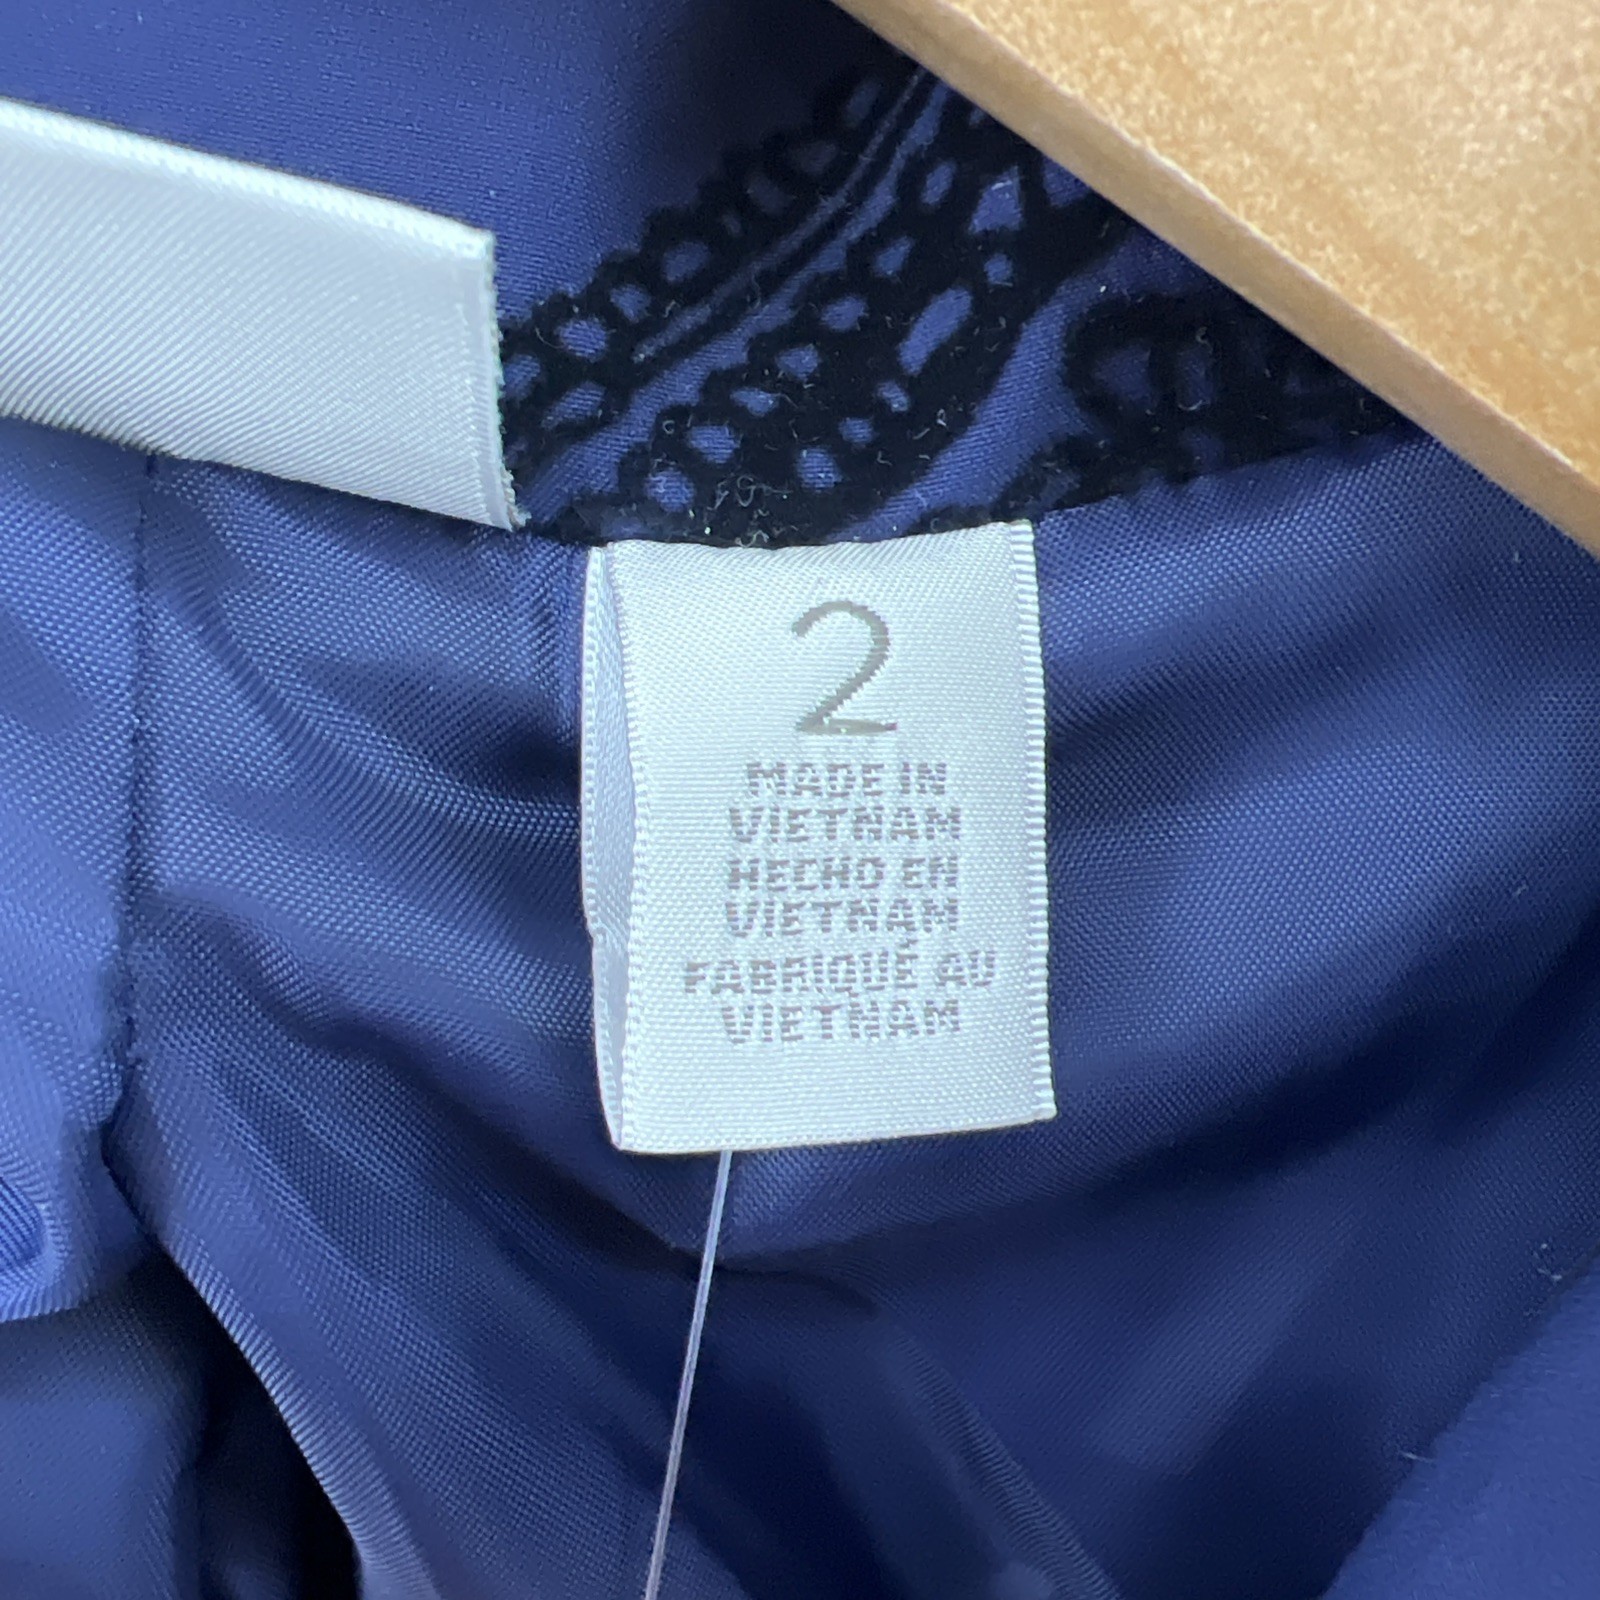 2
MADE IN
VIETNAM
HECHO EN
VIETNAM
FABRIQUÉ AU
VIETNAM